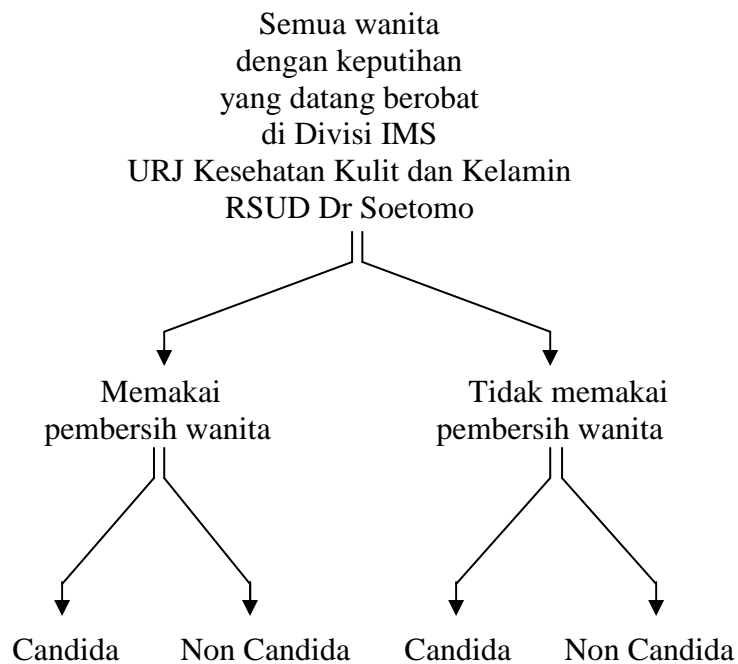 Semua wanita
dengan keputihan
yang datang berobat
di Divisi IMS
URJ Kesehatan Kulit dan Kelamin
RSUD Dr Soetomo
Memakai
pembersih wanita
Tidak memakai
pembersih wanita
Candida
Non Candida
Candida
Non Candida